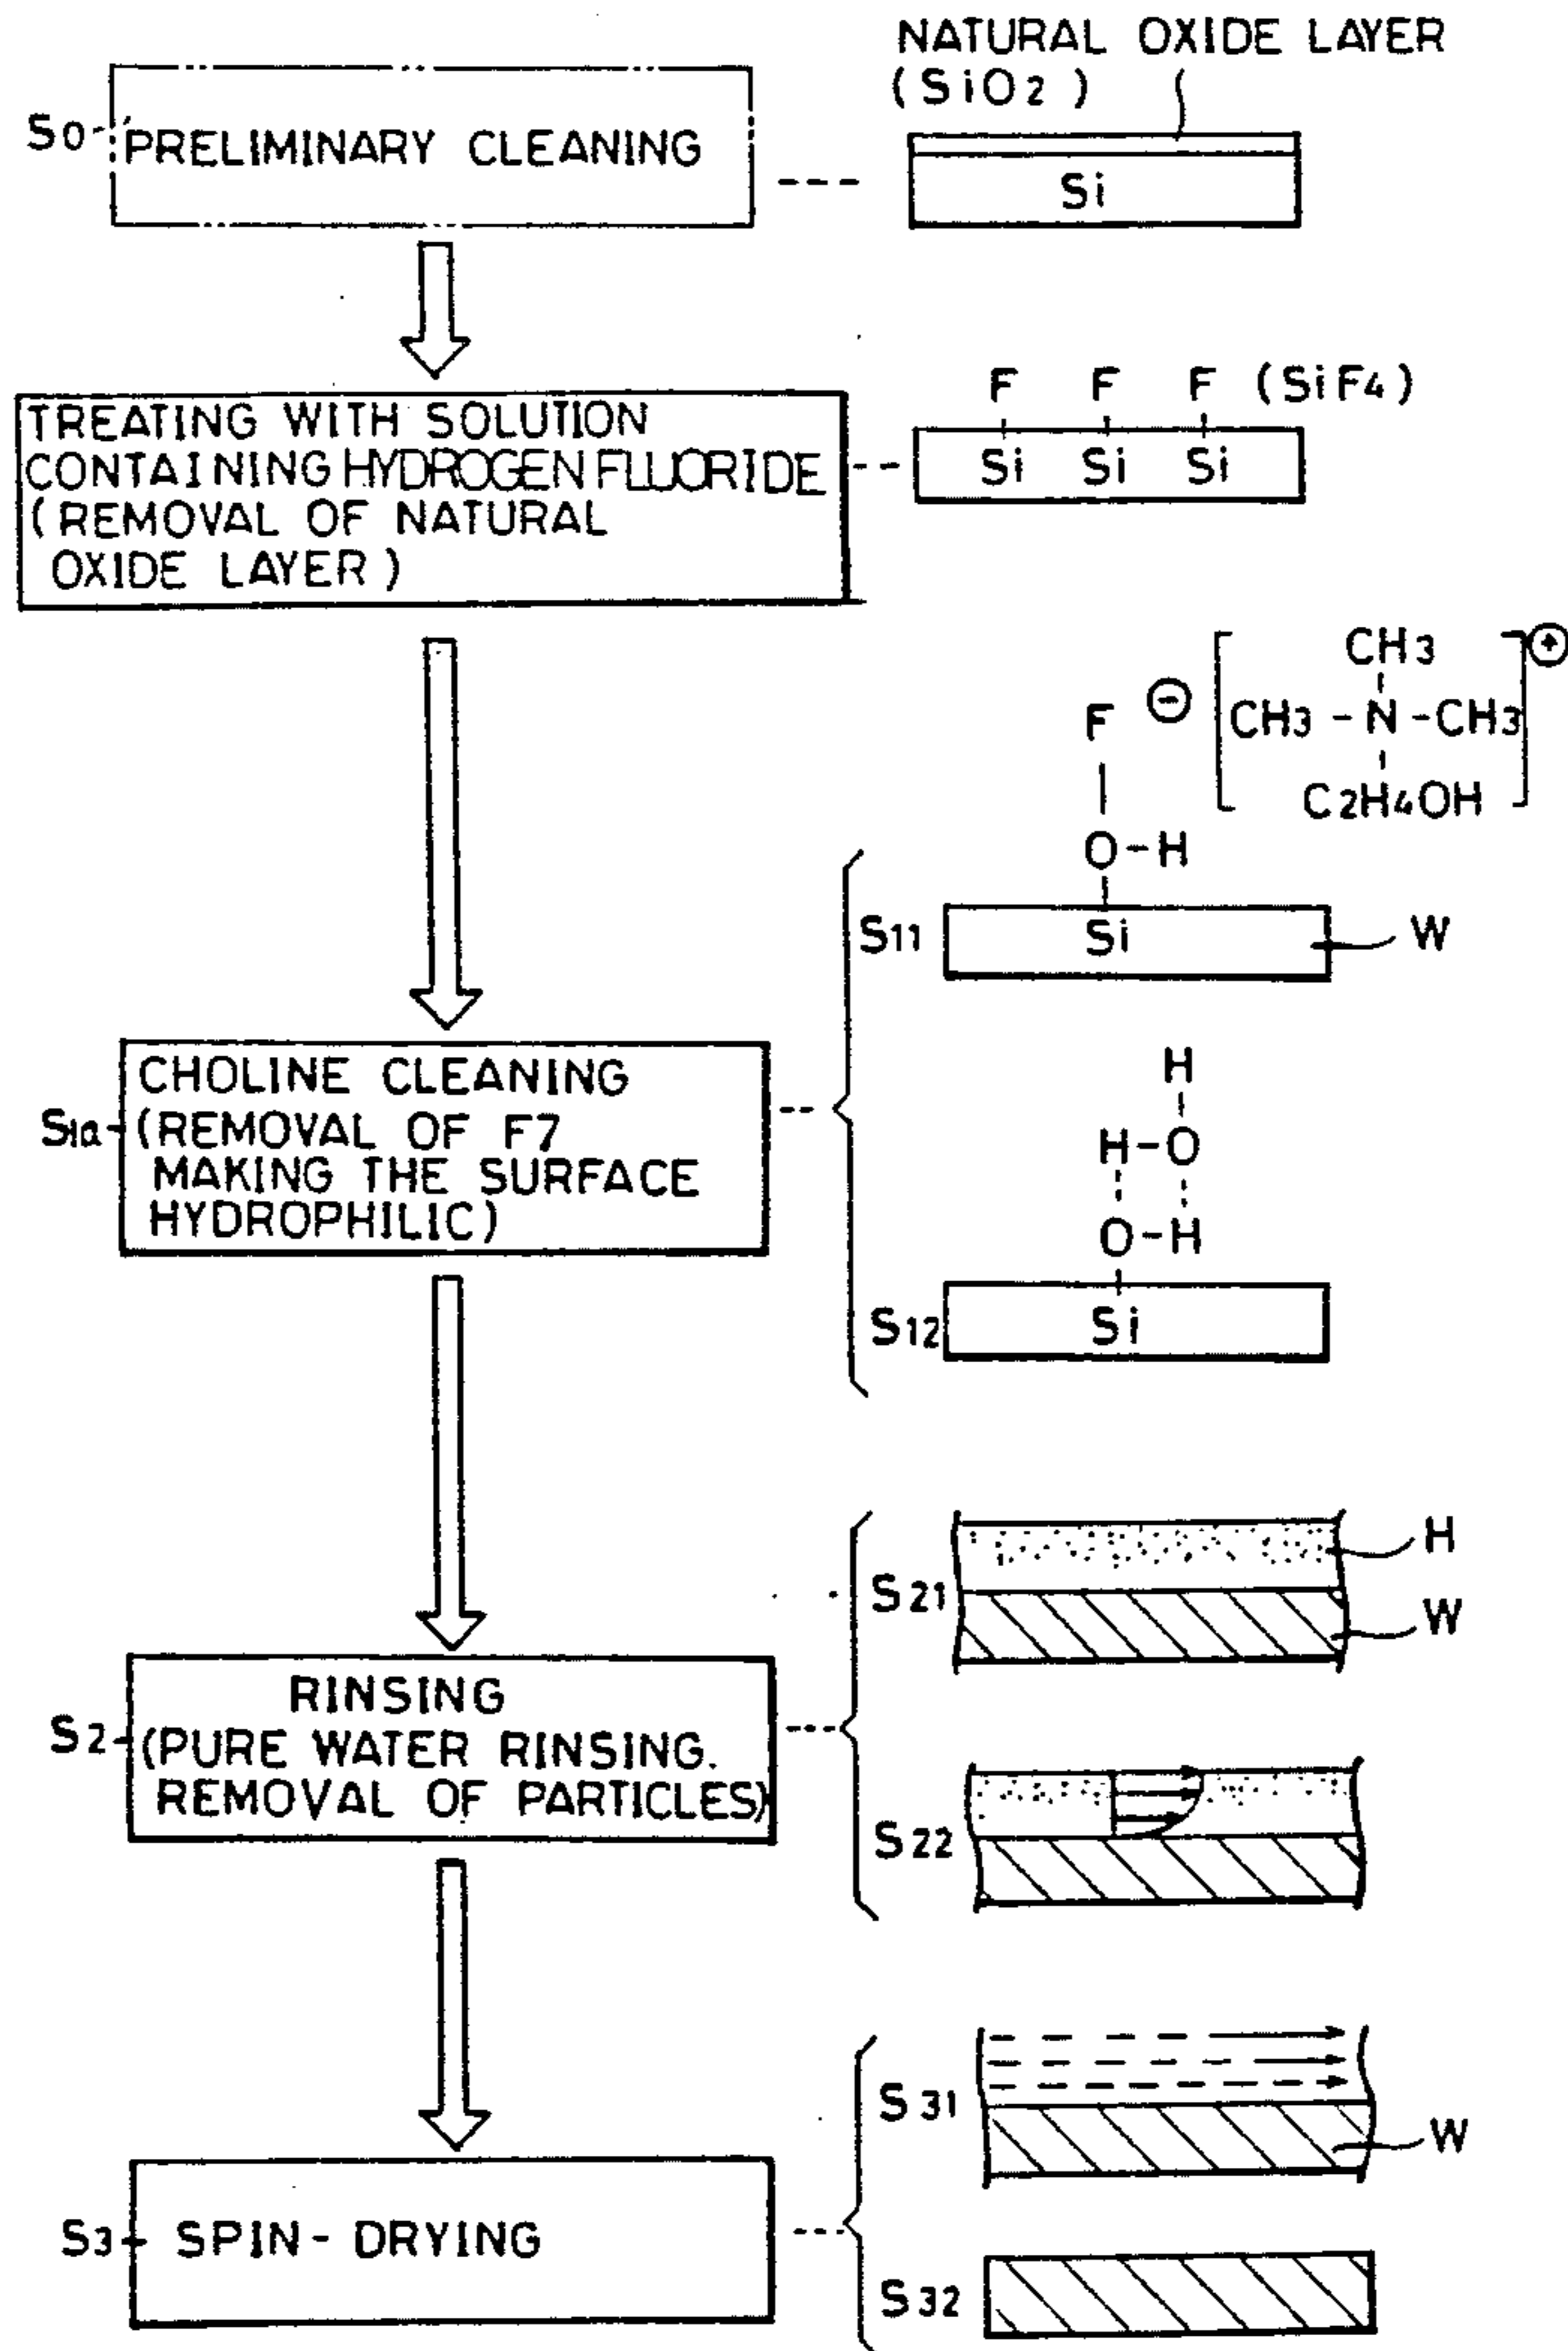 NATURAL OXIDE LAYER
(SiO2)
S0
PRELIMINARY CLEANING
Si
TREATING WITH SOLUTION
CONTAINING HYDROGEN FLUORIDE
(REMOVAL OF NATURAL
OXIDE LAYER)
F F F (SiF4)
Si Si Si
CH3 +
F - CH3-N-CH3
C2H4OH
O-H
S11 Si W
S1a
CHOLINE CLEANING
(REMOVAL OF F7
MAKING THE SURFACE
HYDROPHILIC)
H
H-O
O-H
S12 Si
S21 H
W
S2
RINSING
(PURE WATER RINSING.
REMOVAL OF PARTICLES)
S22
S31 W
S3 SPIN-DRYING
S32